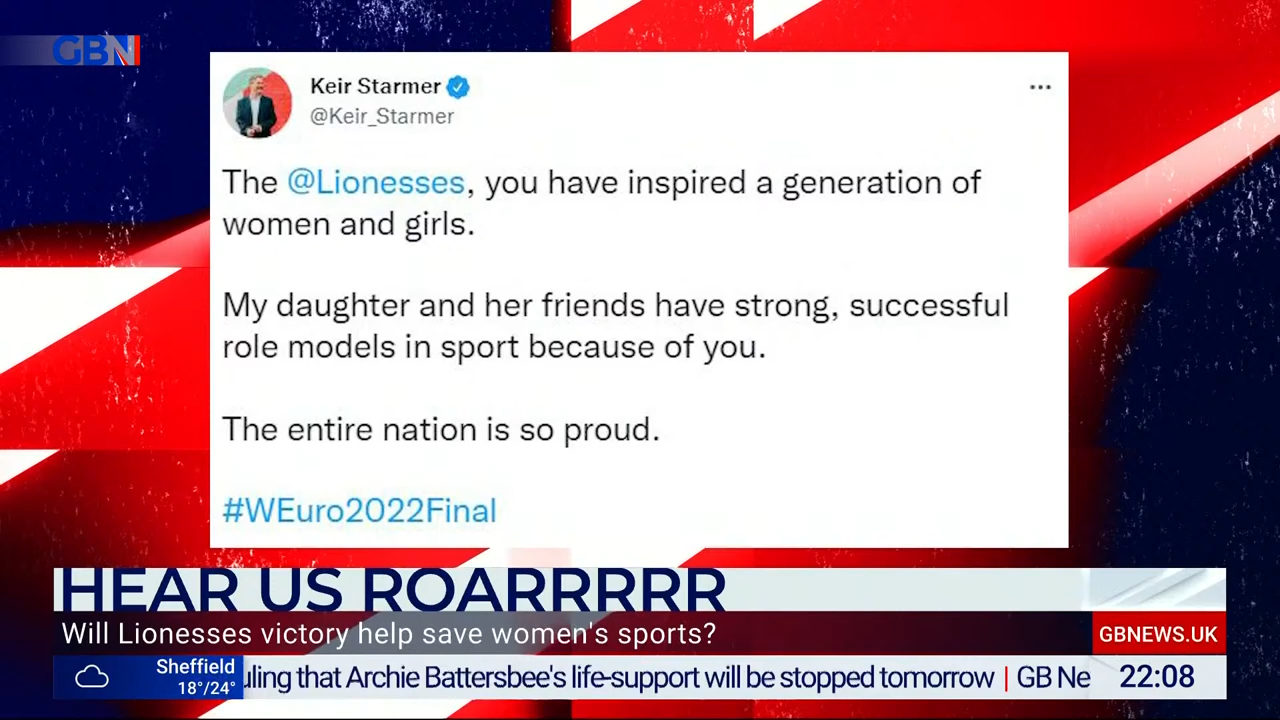 GBN
Keir Starmer
@Keir_Starmer
The @Lionesses, you have inspired a generation of
women and girls.
My daughter and her friends have strong, successful
role models in sport because of you.
The entire nation is so proud.
#WEuro2022Final
HEAR US ROARRRRR
Will Lionesses victory help save women's sports?
GBNEWS.UK
Sheffield
18°/24°
uling that Archie Battersbee's life-support will be stopped tomorrow | GB Ne
22:08